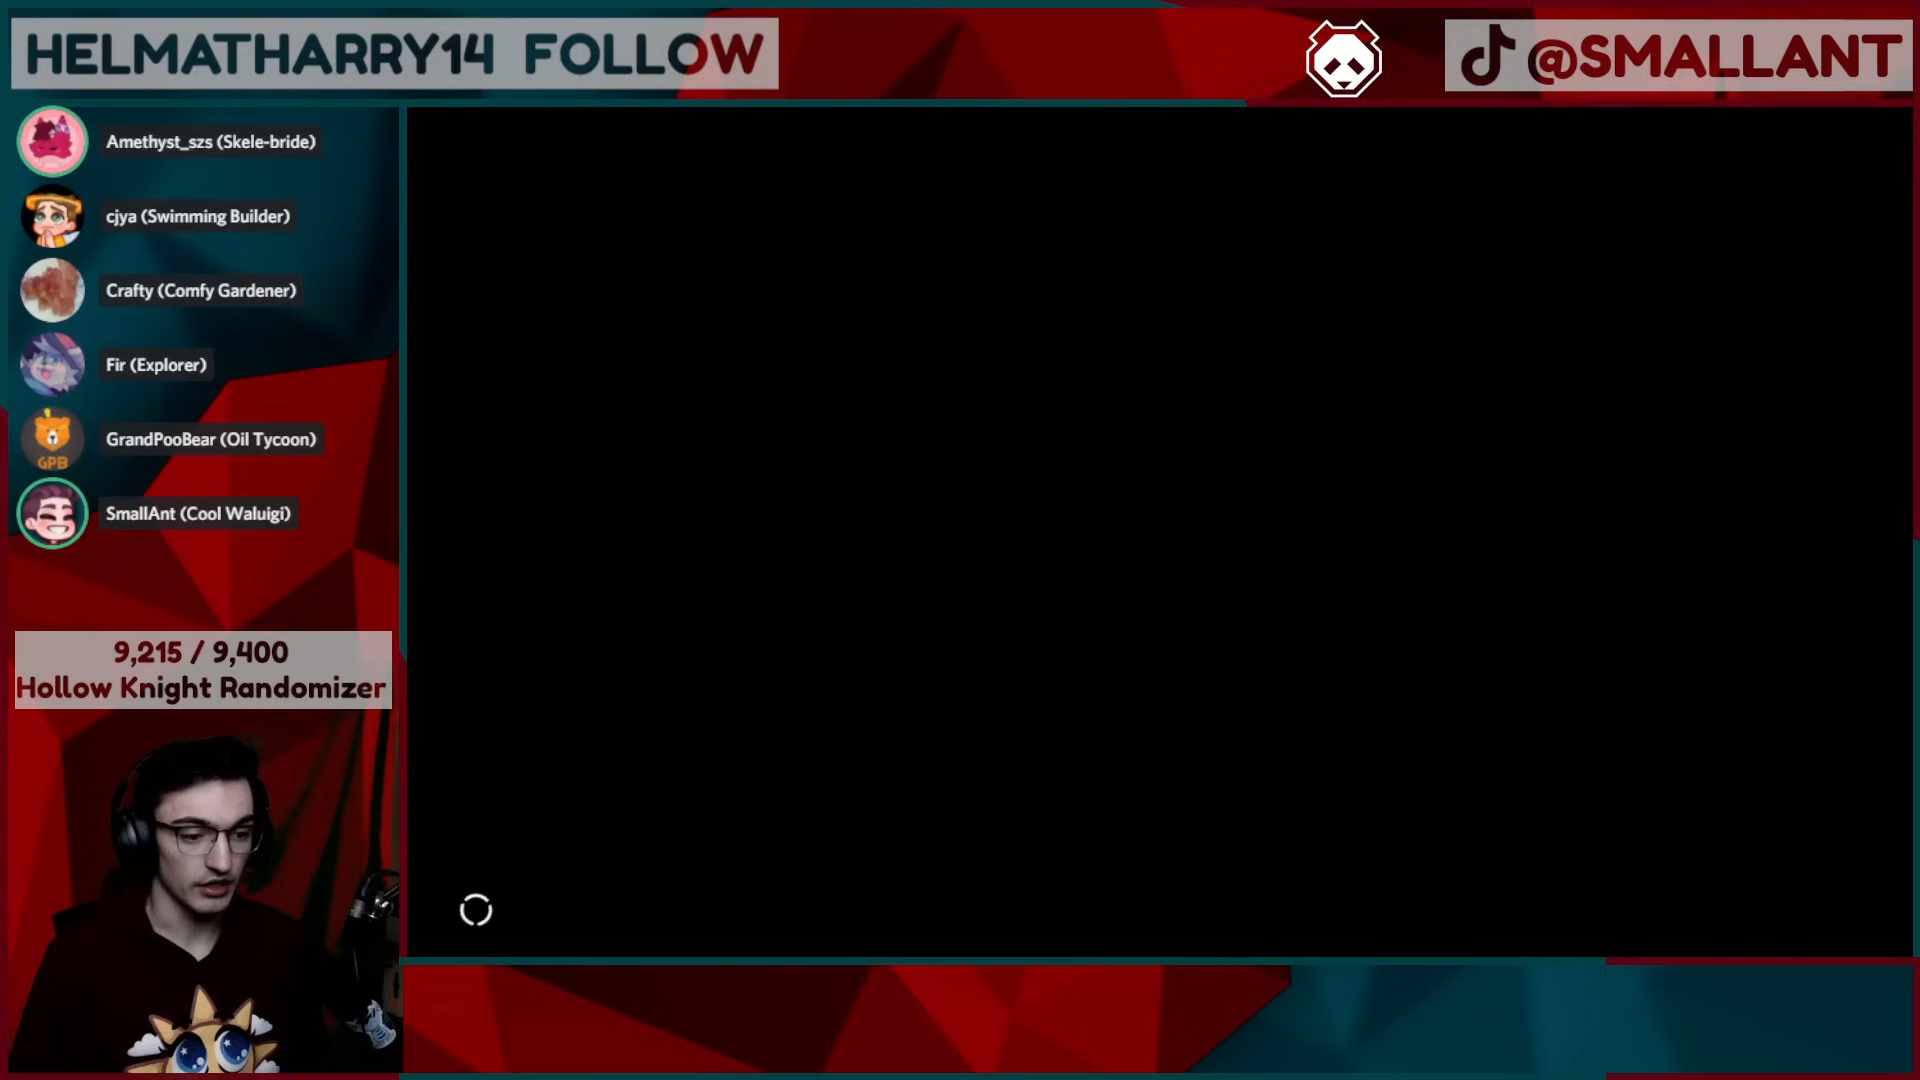 HELMATHARRY14 FOLLOW
@SMALLANT
Amethyst_szs (Skele-bride)
cjya (Swimming Builder)
Crafty (Comfy Gardener)
Fir (Explorer)
GPB
GrandPooBear (Oil Tycoon)
SmallAnt (Cool Waluigi)
9,215 / 9,400
Hollow Knight Randomizer